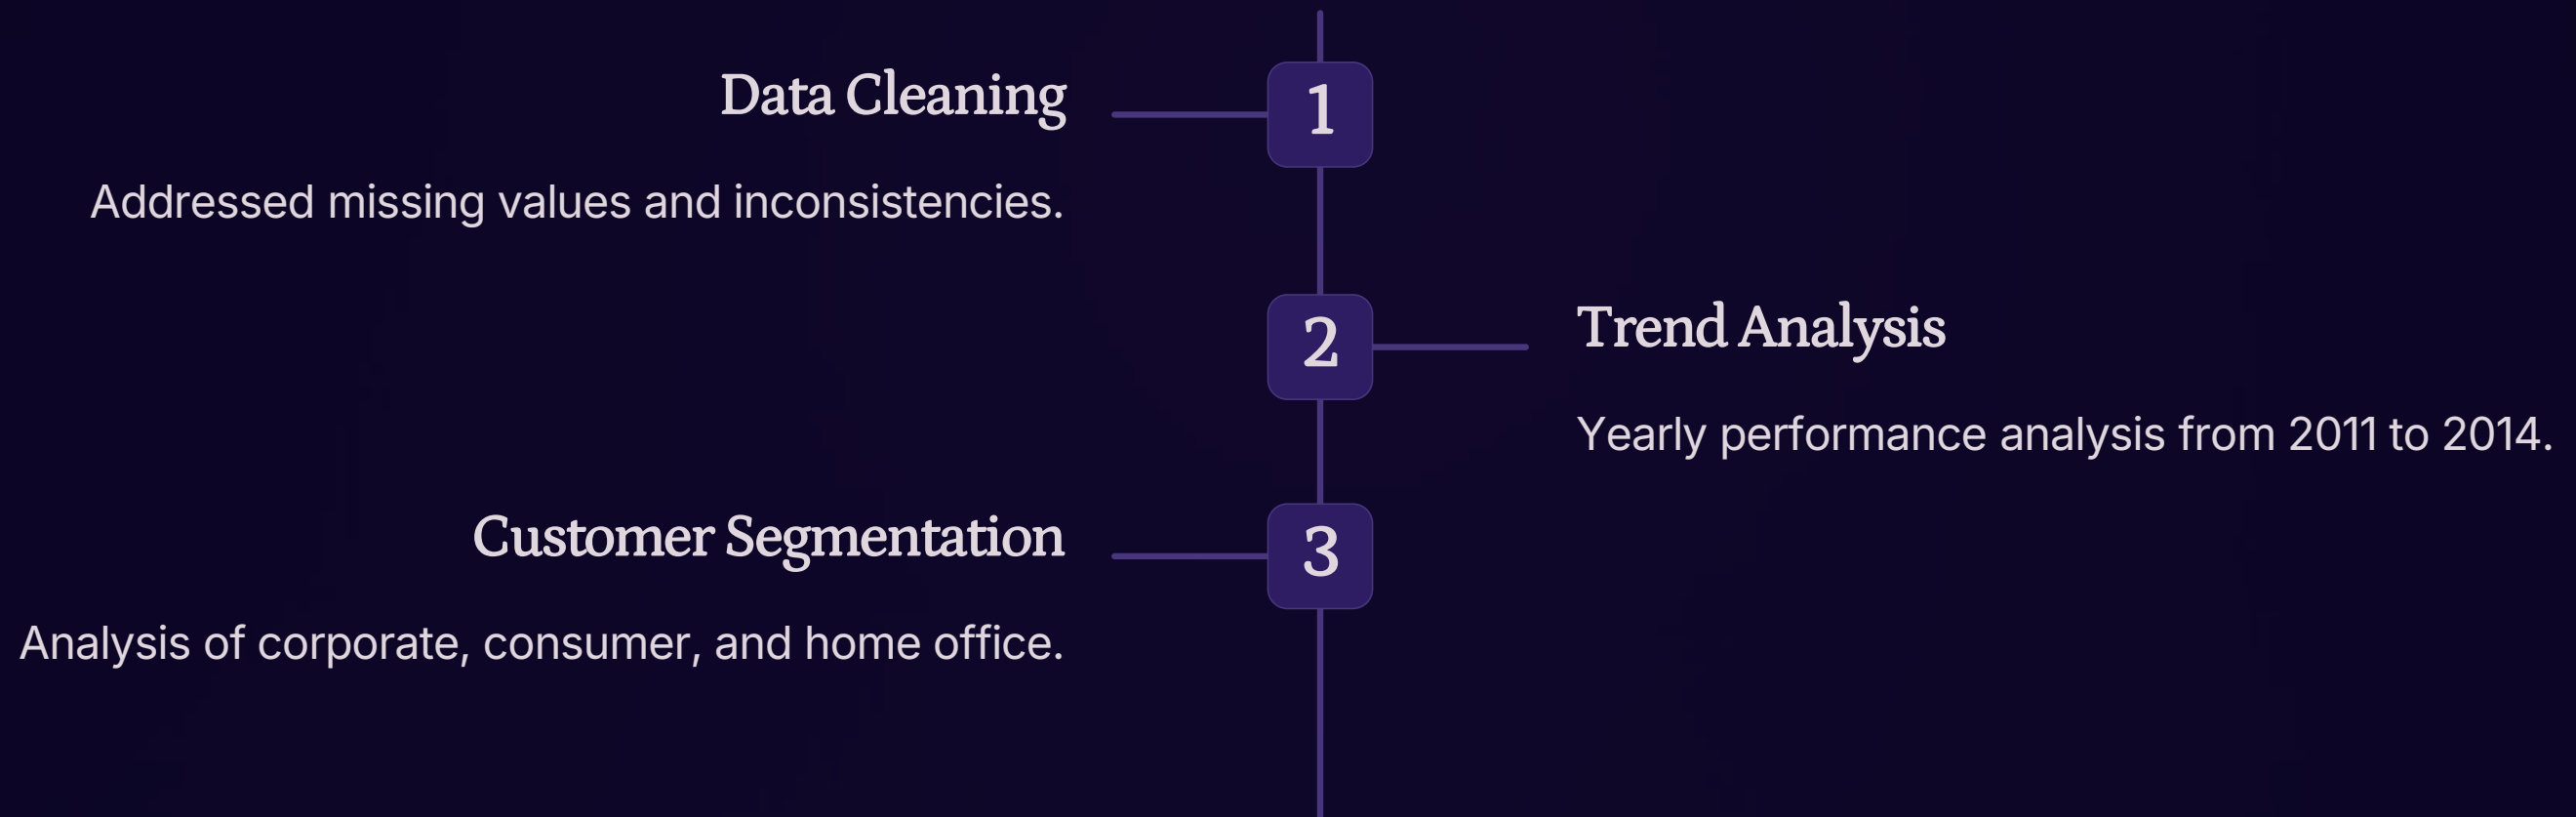 1
Data Cleaning
Addressed missing values and inconsistencies.
2
Trend Analysis
Yearly performance analysis from 2011 to 2014.
3
Customer Segmentation
Analysis of corporate, consumer, and home office.